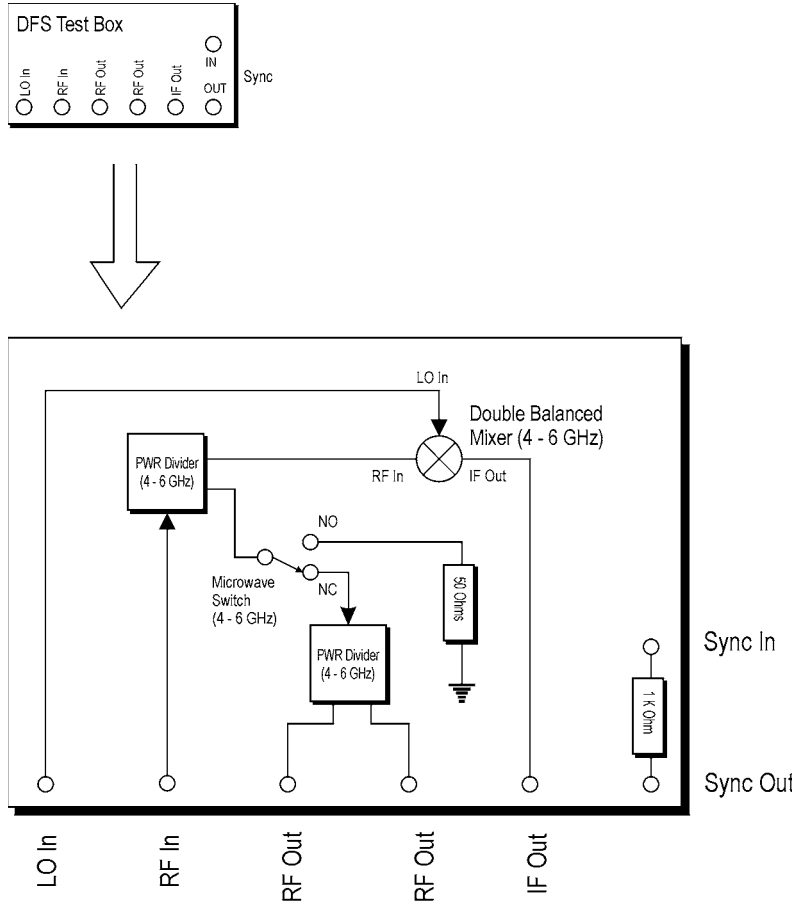 DFS Test Box
LO In
RF In
RF Out
RF Out
IF Out
IN
OUT
Sync
LO In
Double Balanced
Mixer (4 - 6 GHz)
PWR Divider
(4 - 6 GHz)
RF In
IF Out
NO
Microwave
Switch
(4 - 6 GHz)
NC
50 Ohms
PWR Divider
(4 - 6 GHz)
Sync In
1 K Ohm
Sync Out
LO In
RF In
RF Out
RF Out
IF Out